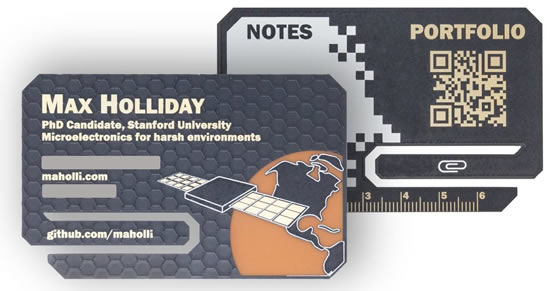 MAX HOLLIDAY
PhD Candidate, Stanford University
Microelectronics for harsh environments
maholli.com
github.com/maholli
NOTES
PORTFOLIO
3 4 5 6